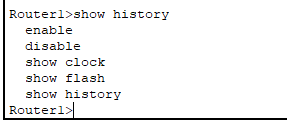 Router1>show history
  enable
  disable
  show clock
  show flash
  show history
Router1>